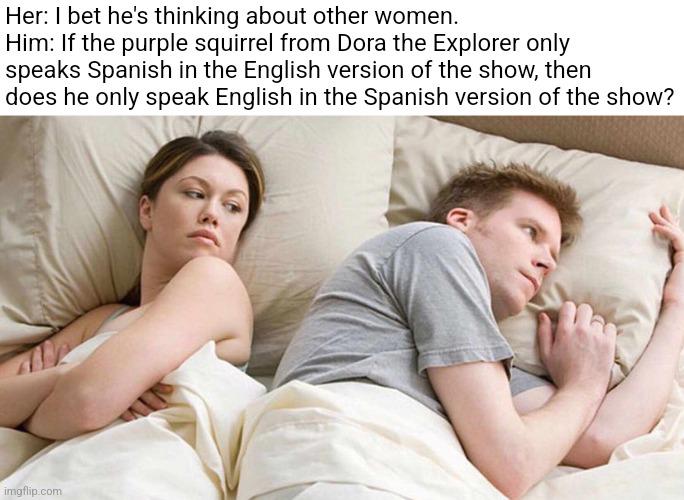 Her: I bet he's thinking about other women.
Him: If the purple squirrel from Dora the Explorer only
speaks Spanish in the English version of the show, then
does he only speak English in the Spanish version of the show?
imgflip.com